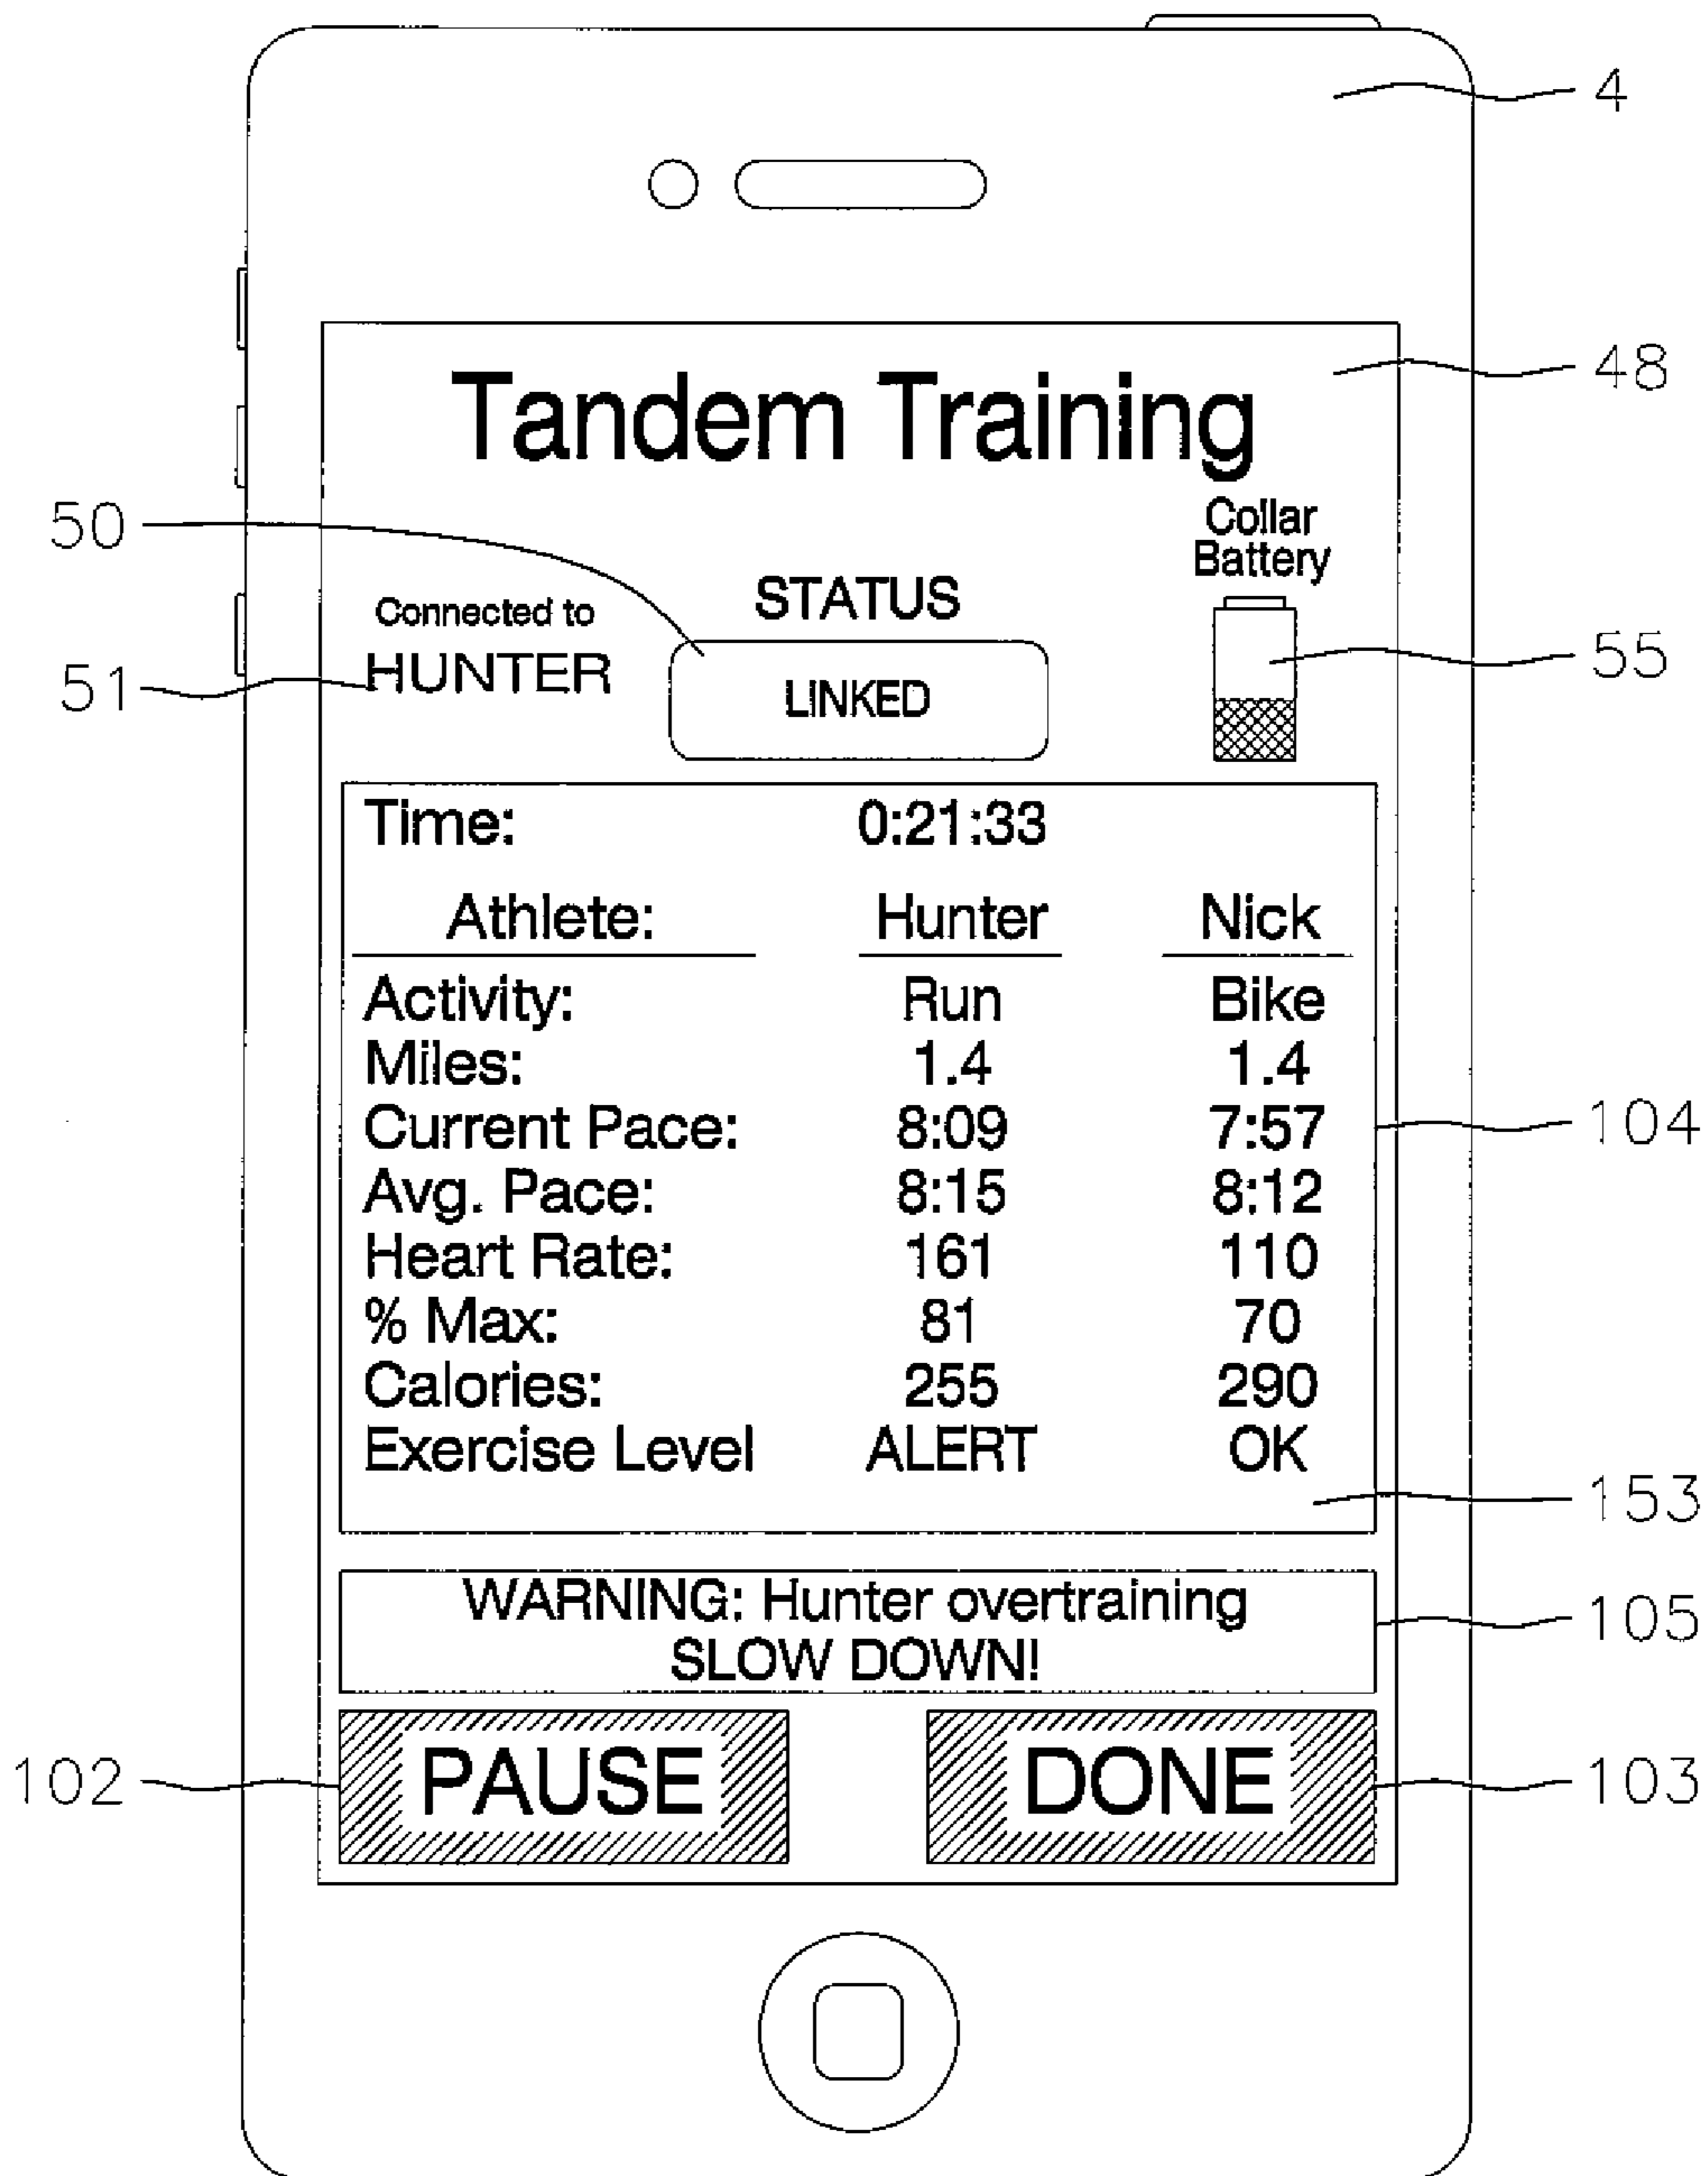 4
Tandem Training
48
Collar
Battery
50
STATUS
Connected to
HUNTER
51
LINKED
55
Time: 0:21:33
Athlete: Hunter Nick
Activity: Run Bike
Miles: 1.4 1.4
Current Pace: 8:09 7:57
104
Avg. Pace: 8:15 8:12
Heart Rate: 161 110
% Max: 81 70
Calories: 255 290
Exercise Level ALERT OK
153
WARNING: Hunter overtraining
SLOW DOWN!
105
102
PAUSE
DONE
103